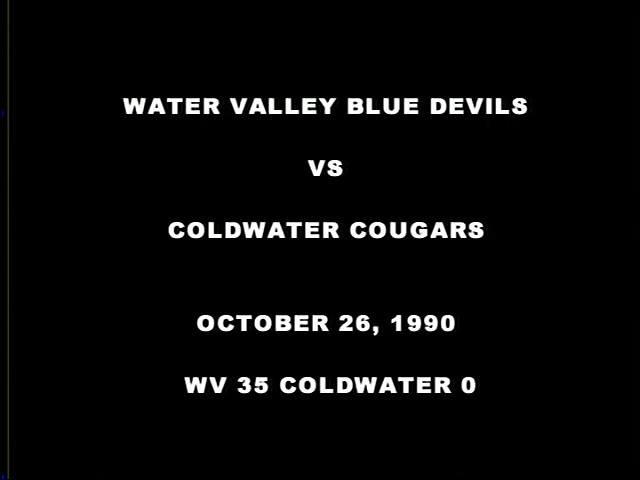 WATER VALLEY BLUE DEVILS
VS
COLDWATER COUGARS
OCTOBER 26, 1990
WV 35 COLDWATER 0